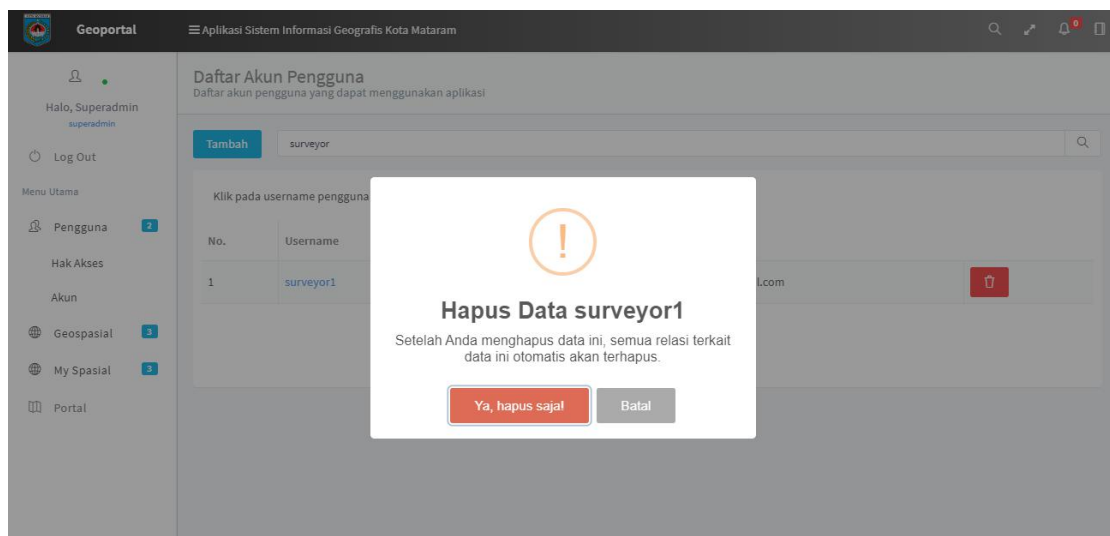 Geoportal
Aplikasi Sistem Informasi Geografis Kota Mataram
0
Halo, Superadmin
superadmin
Log Out
Menu Utama
Pengguna 2
Hak Akses
Akun
Geospasial 3
My Spasial 3
Portal
Daftar Akun Pengguna
Daftar akun pengguna yang dapat menggunakan aplikasi
Tambah
surveyor
Klik pada username pengguna
No. Username
1 surveyor1
l.com
!
Hapus Data surveyor1
Setelah Anda menghapus data ini, semua relasi terkait
data ini otomatis akan terhapus.
Ya, hapus saja!
Batal